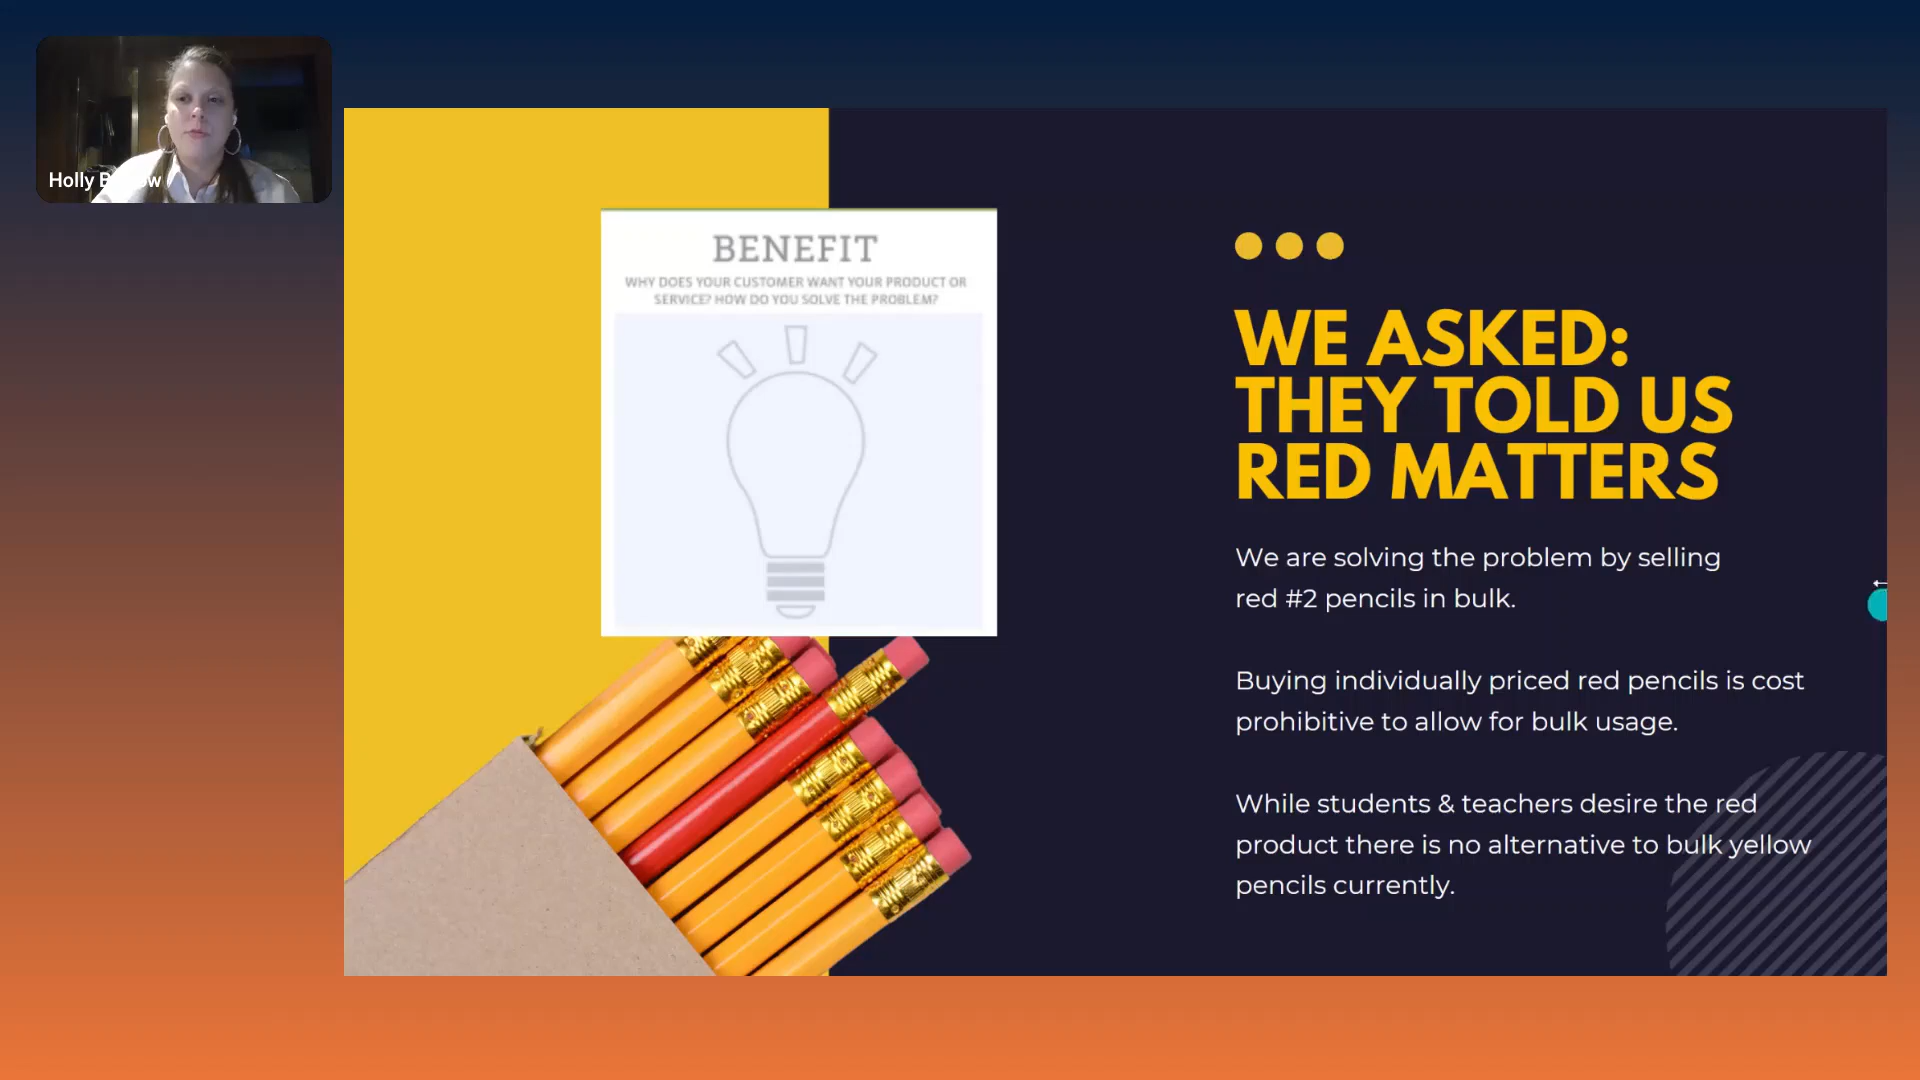 Holly
BENEFIT
WHY DOES YOUR CUSTOMER WANT YOUR PRODUCT OR
SERVICE? HOW DO YOU SOLVE THE PROBLEM?
WE ASKED:
THEY TOLD US
RED MATTERS
We are solving the problem by selling
red #2 pencils in bulk.
Buying individually priced red pencils is cost
prohibitive to allow for bulk usage.
While students & teachers desire the red
product there is no alternative to bulk yellow
pencils currently.